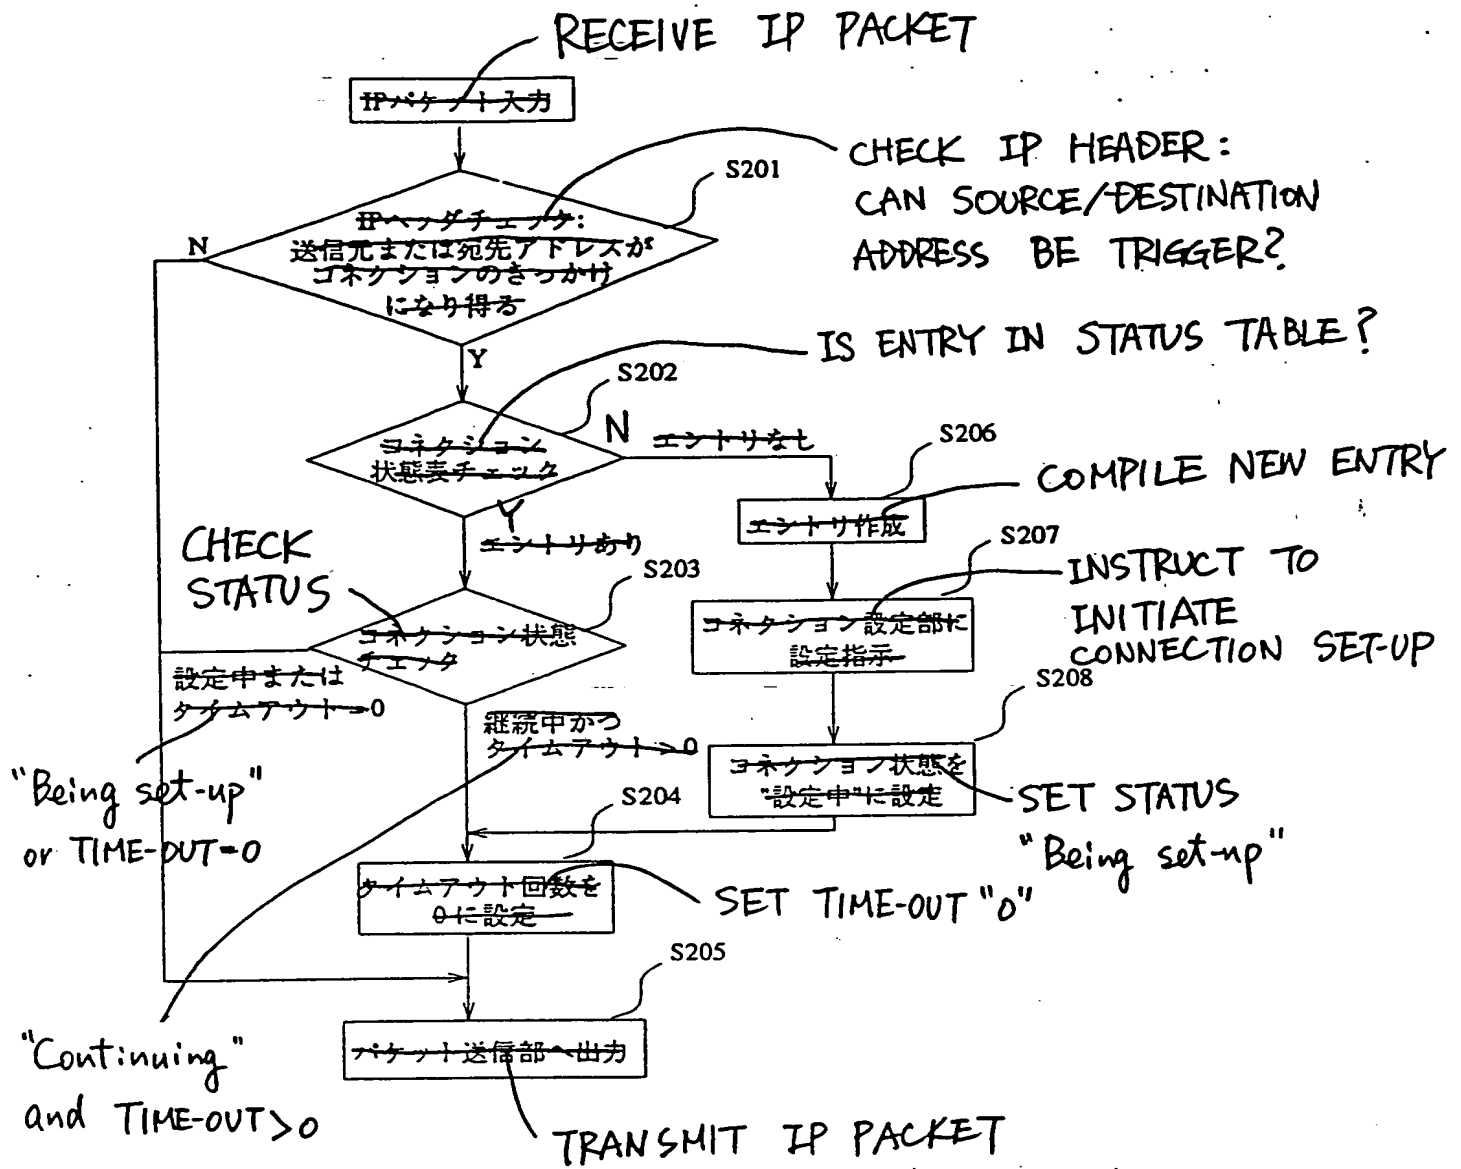 RECEIVE IP PACKET
IPパケット入力
S201
CHECK IP HEADER:
CAN SOURCE/DESTINATION
ADDRESS BE TRIGGER?
IPヘッダチェック:
送信元または宛先アドレスが
コネクションのきっかけ
になり得る
N
Y
IS ENTRY IN STATUS TABLE?
S202
コネクション
状態表チェック
N
エントリなし
S206
COMPILE NEW ENTRY
エントリ作成
Y
エントリあり
CHECK
STATUS
S203
コネクション状態
チェック
S207
INSTRUCT TO
INITIATE
CONNECTION SET-UP
コネクション設定部に
設定指示
設定中または
タイムアウト=0
"Being set-up"
or TIME-OUT=0
継続中かつ
タイムアウト>0
S208
コネクション状態を
"設定中"に設定
SET STATUS
"Being set-up"
S204
タイムアウト回数を
0に設定
SET TIME-OUT "0"
S205
パケット送信部へ出力
"Continuing"
and TIME-OUT>0
TRANSMIT IP PACKET